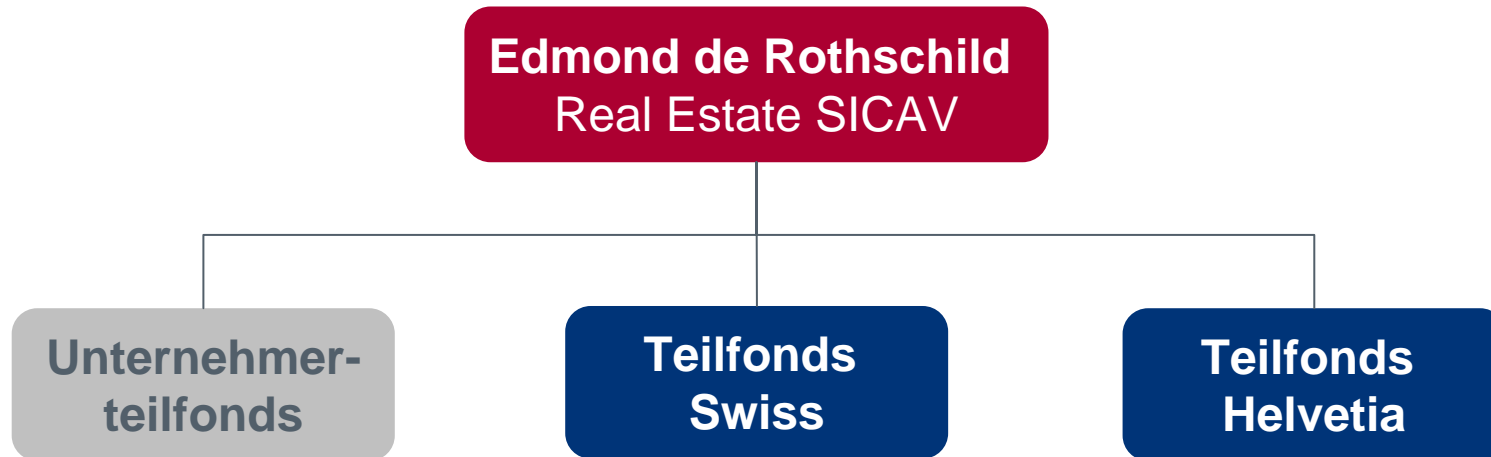 Edmond de Rothschild
Real Estate SICAV
Unternehmer-
teilfonds
Teilfonds
Swiss
Teilfonds
Helvetia